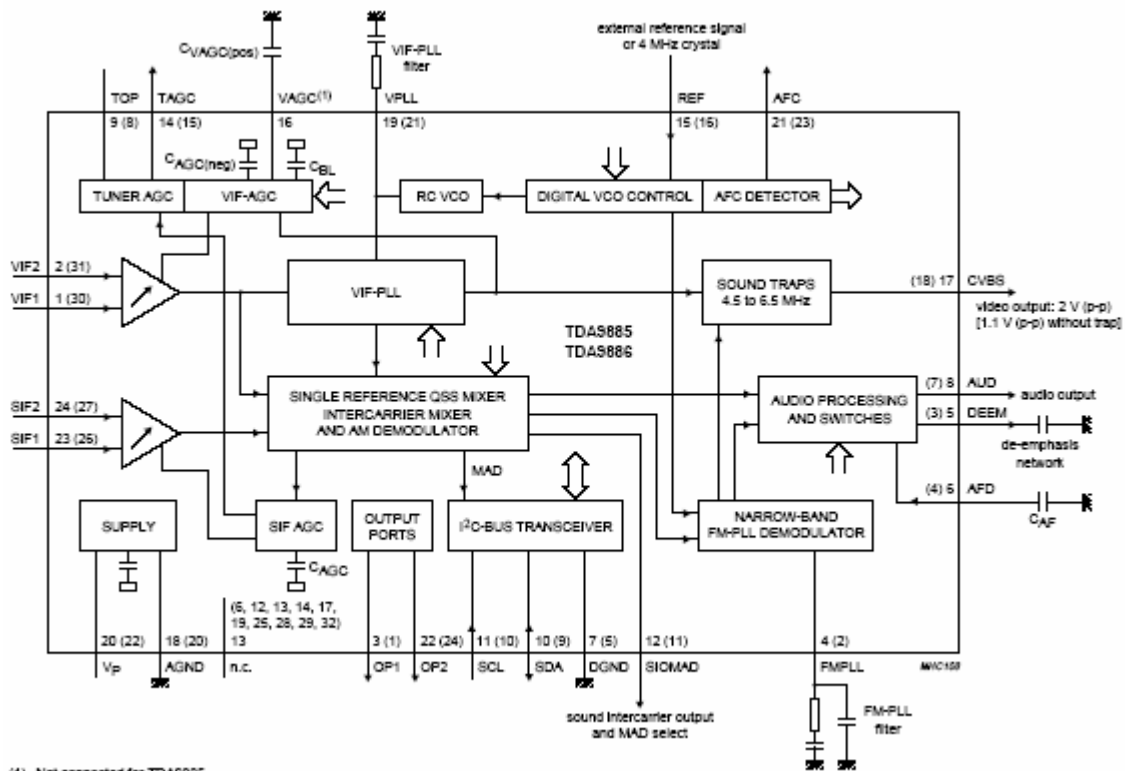 external reference signal
or 4 MHz crystal
CVAGC(pos)
VIF-PLL
filter
TOP
TAGC
VAGC(1)
VPLL
REF
AFC
9 (8)
14 (15)
16
19 (21)
15 (16)
21 (23)
CAGC(neg)
CBL
TUNER AGC
VIF-AGC
RC VCO
DIGITAL VCO CONTROL
AFC DETECTOR
VIF2
2 (31)
VIF1
1 (30)
VIF-PLL
SOUND TRAPS
4.5 to 6.5 MHz
(18) 17
CVBS
video output: 2 V (p-p)
[1.1 V (p-p) without trap]
TDA9885
TDA9886
SIF2
24 (27)
SIF1
23 (26)
SINGLE REFERENCE QSS MIXER
INTERCARRIER MIXER
AND AM DEMODULATOR
AUDIO PROCESSING
AND SWITCHES
(7) 8
AUD
audio output
(3) 5
DEEM
de-emphasis
network
(4) 6
AFD
CAF
MAD
SUPPLY
SIF AGC
OUTPUT
PORTS
I2C-BUS TRANSCEIVER
NARROW-BAND
FM-PLL DEMODULATOR
CAGC
(6, 12, 13, 14, 17,
19, 25, 28, 29, 32)
20 (22)
18 (20)
13
3 (1)
22 (24)
11 (10)
10 (9)
7 (5)
12 (11)
4 (2)
VP
AGND
n.c.
OP1
OP2
SCL
SDA
DGND
SIOMAD
FMPLL
MHC108
sound intercarrier output
and MAD select
FM-PLL
filter
(1) Not connected for TDA9885